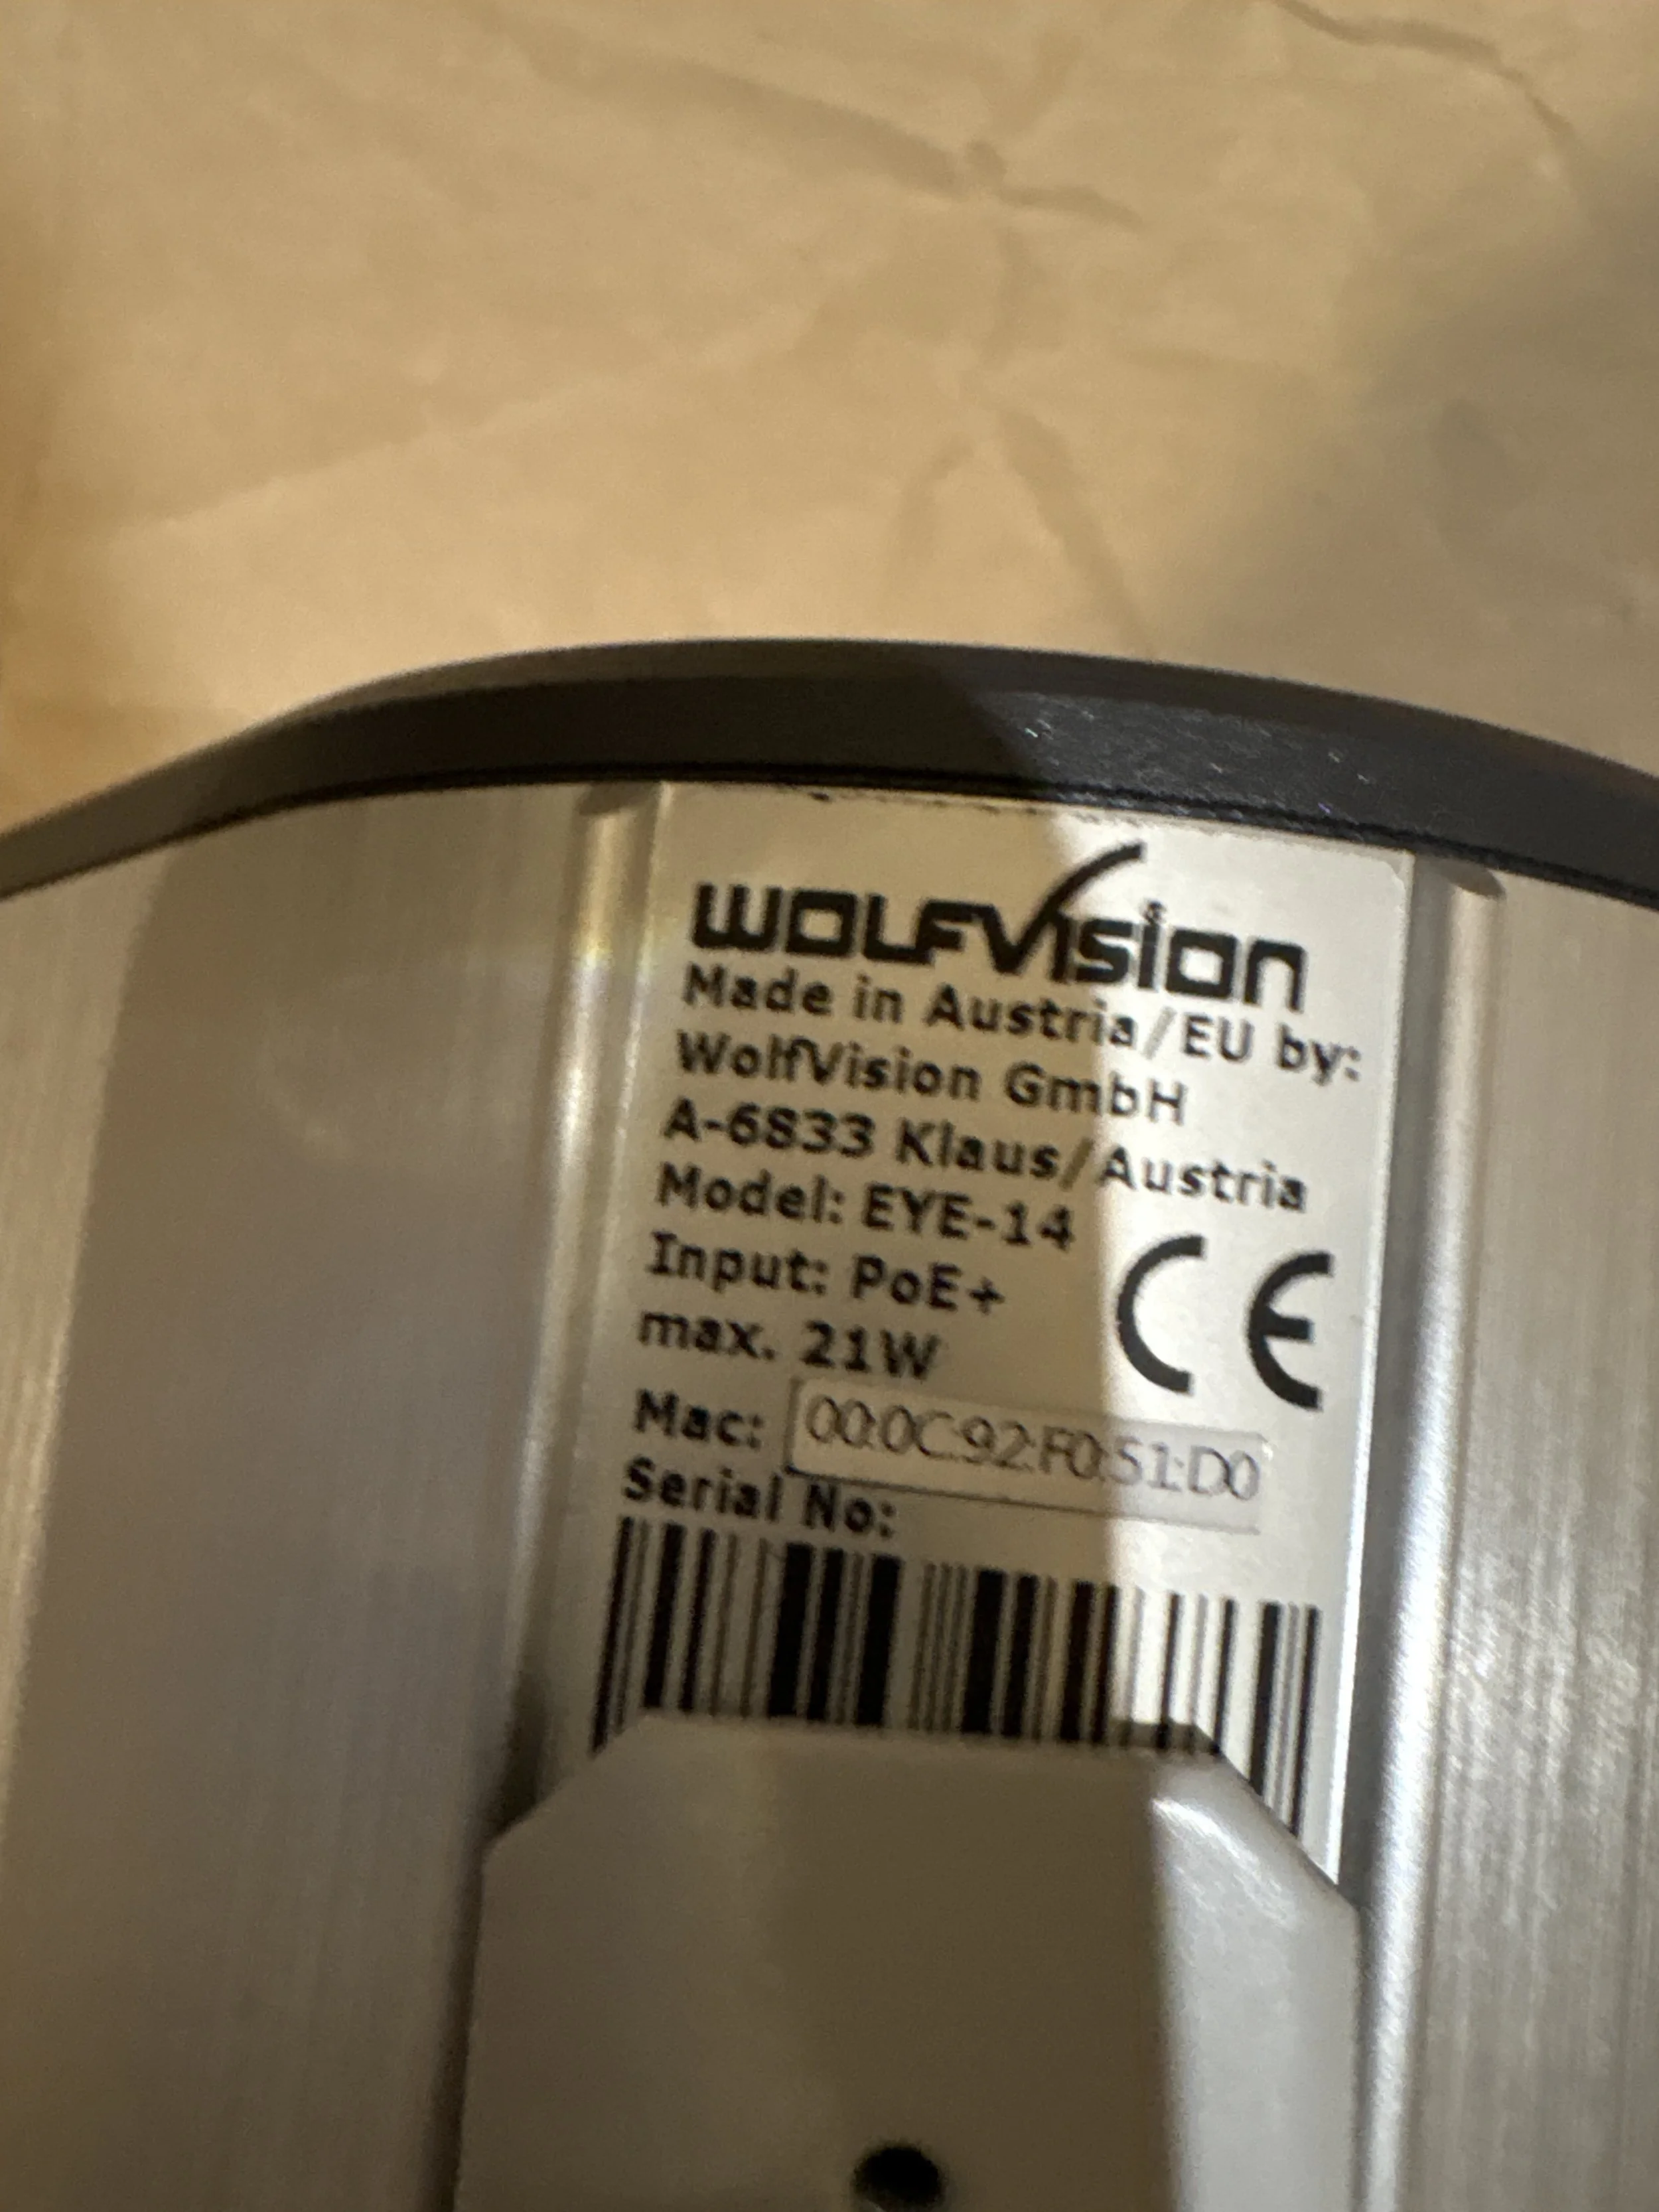 WOLFVISION
Made in Austria/EU by:
WolfVision GmbH
A-6833 Klaus/Austria
Model: EYE-14
Input: PoE+
max. 21W
CE
Mac: 00:0C:92:F0:51:D0
Serial No: